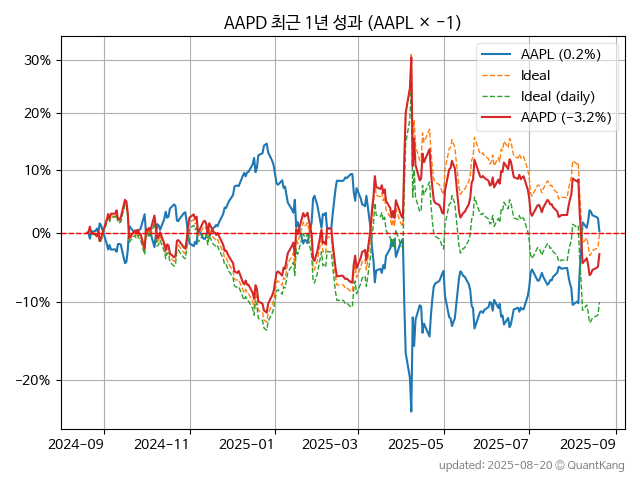 AAPD 최근 1년 성과 (AAPL × −1)
AAPL (0.2%)
Ideal
Ideal (daily)
AAPD (−3.2%)
30%
20%
10%
0%
−10%
−20%
2024-09 2024-11 2025-01 2025-03 2025-05 2025-07 2025-09
updated: 2025-08-20 © QuantKang